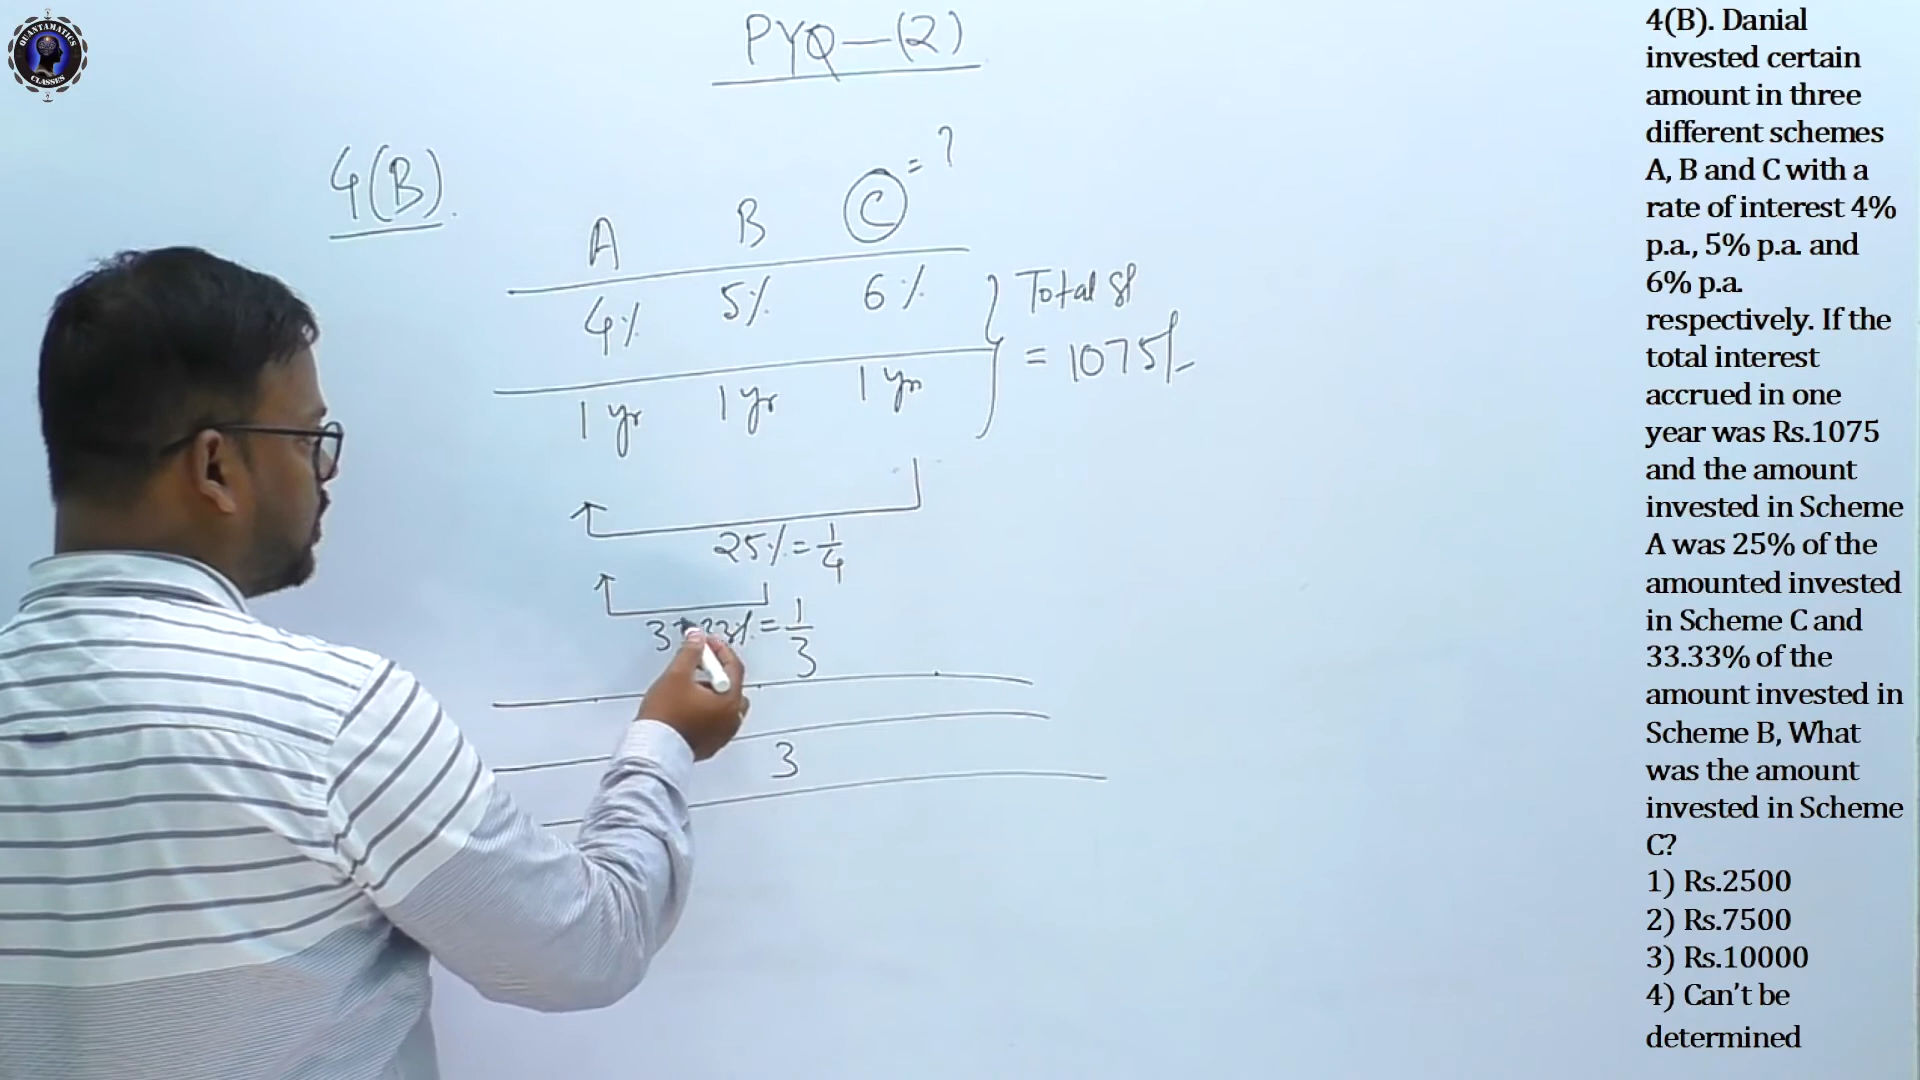 QUANTAMATICS
CLASSES
PYQ—(2)
4(B).
A B C = ?
4% 5% 6%
Total SI
= 1075/-
1 yr 1 yr 1 yr
25% = 1/4
33% = 1/3
3
4(B). Danial
invested certain
amount in three
different schemes
A, B and C with a
rate of interest 4%
p.a., 5% p.a. and
6% p.a.
respectively. If the
total interest
accrued in one
year was Rs.1075
and the amount
invested in Scheme
A was 25% of the
amounted invested
in Scheme C and
33.33% of the
amount invested in
Scheme B, What
was the amount
invested in Scheme
C?
1) Rs.2500
2) Rs.7500
3) Rs.10000
4) Can't be
determined